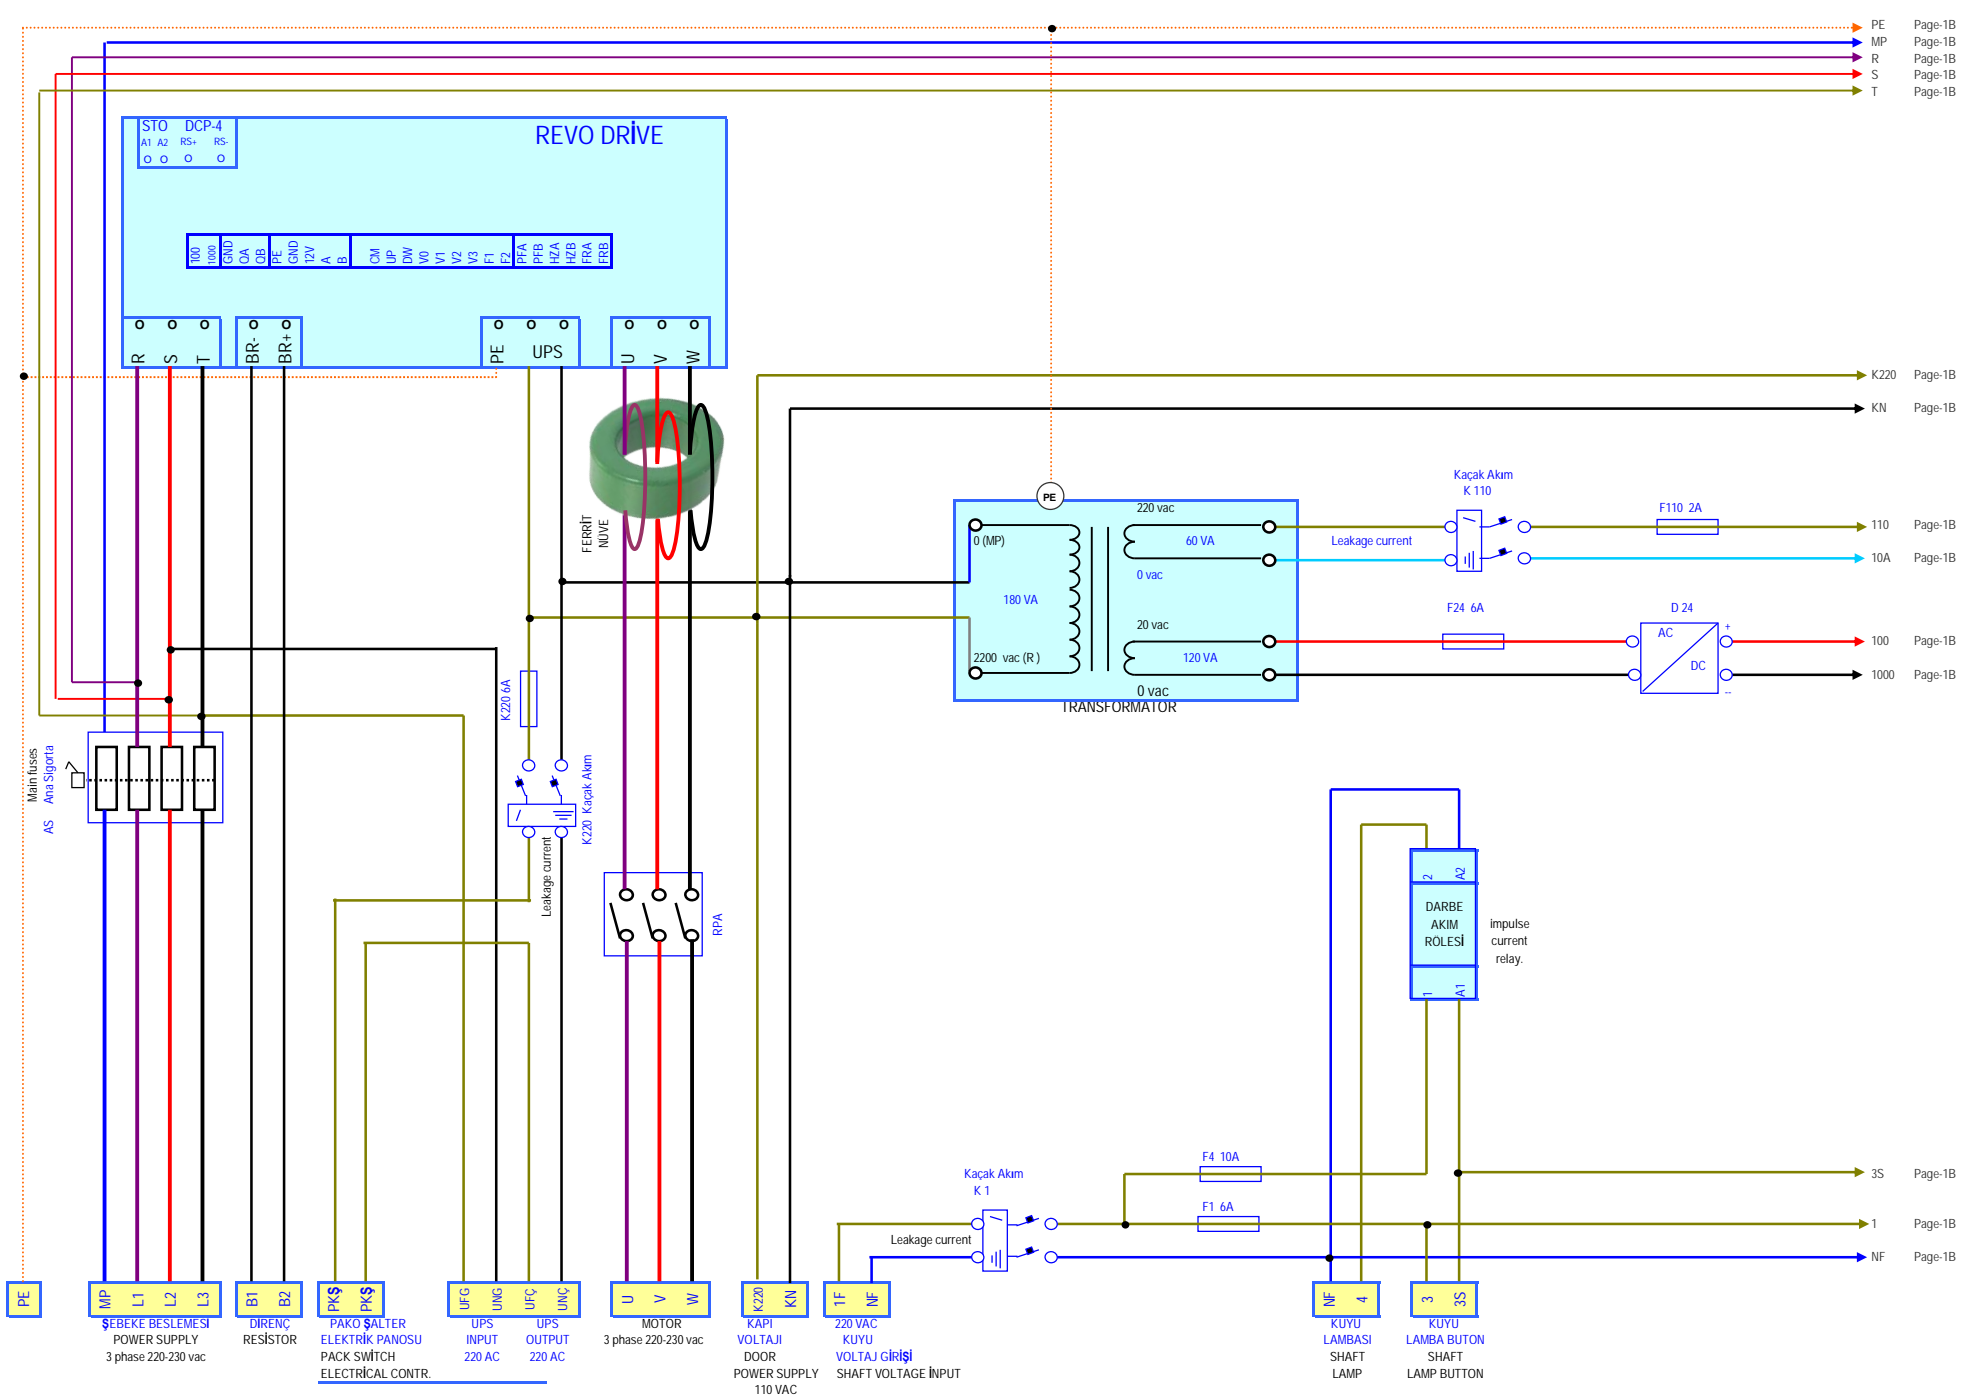 PE Page-1B
MP Page-1B
R Page-1B
S Page-1B
T Page-1B
STO DCP-4
A1 A2 RS+ RS-
REVO DRİVE
100 1000 GND QA QB PE GND 12V A B CM UP DW V0 V1 V2 V3 F1 F2 PFA PFB HZA HZB FRA FRB
R S T BR- BR+ PE UPS U V W
K220 Page-1B
KN Page-1B
FERRİT
NÜVE
PE
220 vac
0 (MP)
60 VA
0 vac
180 VA
20 vac
2200 vac (R )
120 VA
0 vac
TRANSFORMATOR
Kaçak Akım
K 110
Leakage current
F110 2A
110 Page-1B
10A Page-1B
F24 6A
D 24
AC
DC
+
--
100 Page-1B
1000 Page-1B
K220 6A
Main fuses
AS Ana Sigorta
K220 Kaçak Akım
Leakage current
RPA
2 A2
DARBE
AKIM
RÖLESİ
1 A1
impulse
current
relay.
F4 10A
3S Page-1B
Kaçak Akım
K 1
F1 6A
1 Page-1B
Leakage current
NF Page-1B
PE
MP L1 L2 L3
ŞEBEKE BESLEMESI
POWER SUPPLY
3 phase 220-230 vac
B1 B2
DİRENÇ
RESİSTOR
PKŞ PKŞ
PAKO ŞALTER
ELEKTRİK PANOSU
PACK SWİTCH
ELECTRİCAL CONTR.
UFG UNG
UPS
INPUT
220 AC
UFÇ UNÇ
UPS
OUTPUT
220 AC
U V W
MOTOR
3 phase 220-230 vac
K220 KN
KAPI
VOLTAJI
DOOR
POWER SUPPLY
110 VAC
1F NF
220 VAC
KUYU
VOLTAJ GİRİŞİ
SHAFT VOLTAGE İNPUT
NF 4
KUYU
LAMBASI
SHAFT
LAMP
3 3S
KUYU
LAMBA BUTON
SHAFT
LAMP BUTTON